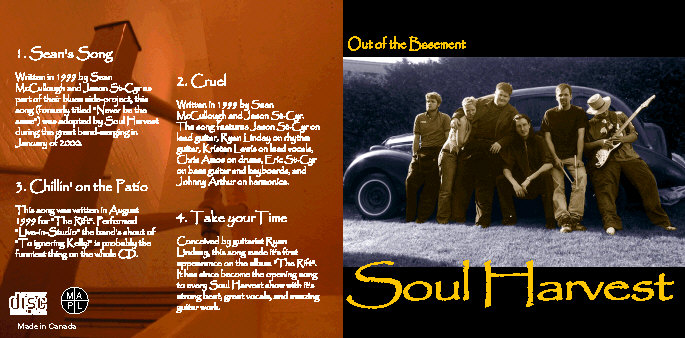 1. Sean's Song
Written in 1999 by Sean
McCullough and Jason St-Cyr as
part of their blues side-project, this
song (formerly titled "Never be the
same") was adopted by Soul Harvest
during the great band-merging in
January of 2000.
3. Chillin' on the Patio
This song was written in August
1999 for "The Rift". Performed
"Live-in-Studio" the band's shout of
"To ignoring Kelly!" is probably the
funniest thing on the whole CD.
disc
MAPL
Made in Canada
2. Cruel
Written in 1999 by Sean
McCullough and Jason St-Cyr.
The song features Jason St-Cyr on
lead guitar, Ryan Lindsay on rhythm
guitar, Kristen Lewis on lead vocals,
Chris Amos on drums, Eric St-Cyr
on bass guitar and keyboards, and
Johnny Arthur on harmonica.
4. Take your Time
Conceived by guitarist Ryan
Lindsay, this song made it's first
appearance on the album "The Rift".
It has since become the opening song
to every Soul Harvest show with it's
strong beat, great vocals, and amazing
guitar work.
Out of the Basement
Soul Harvest